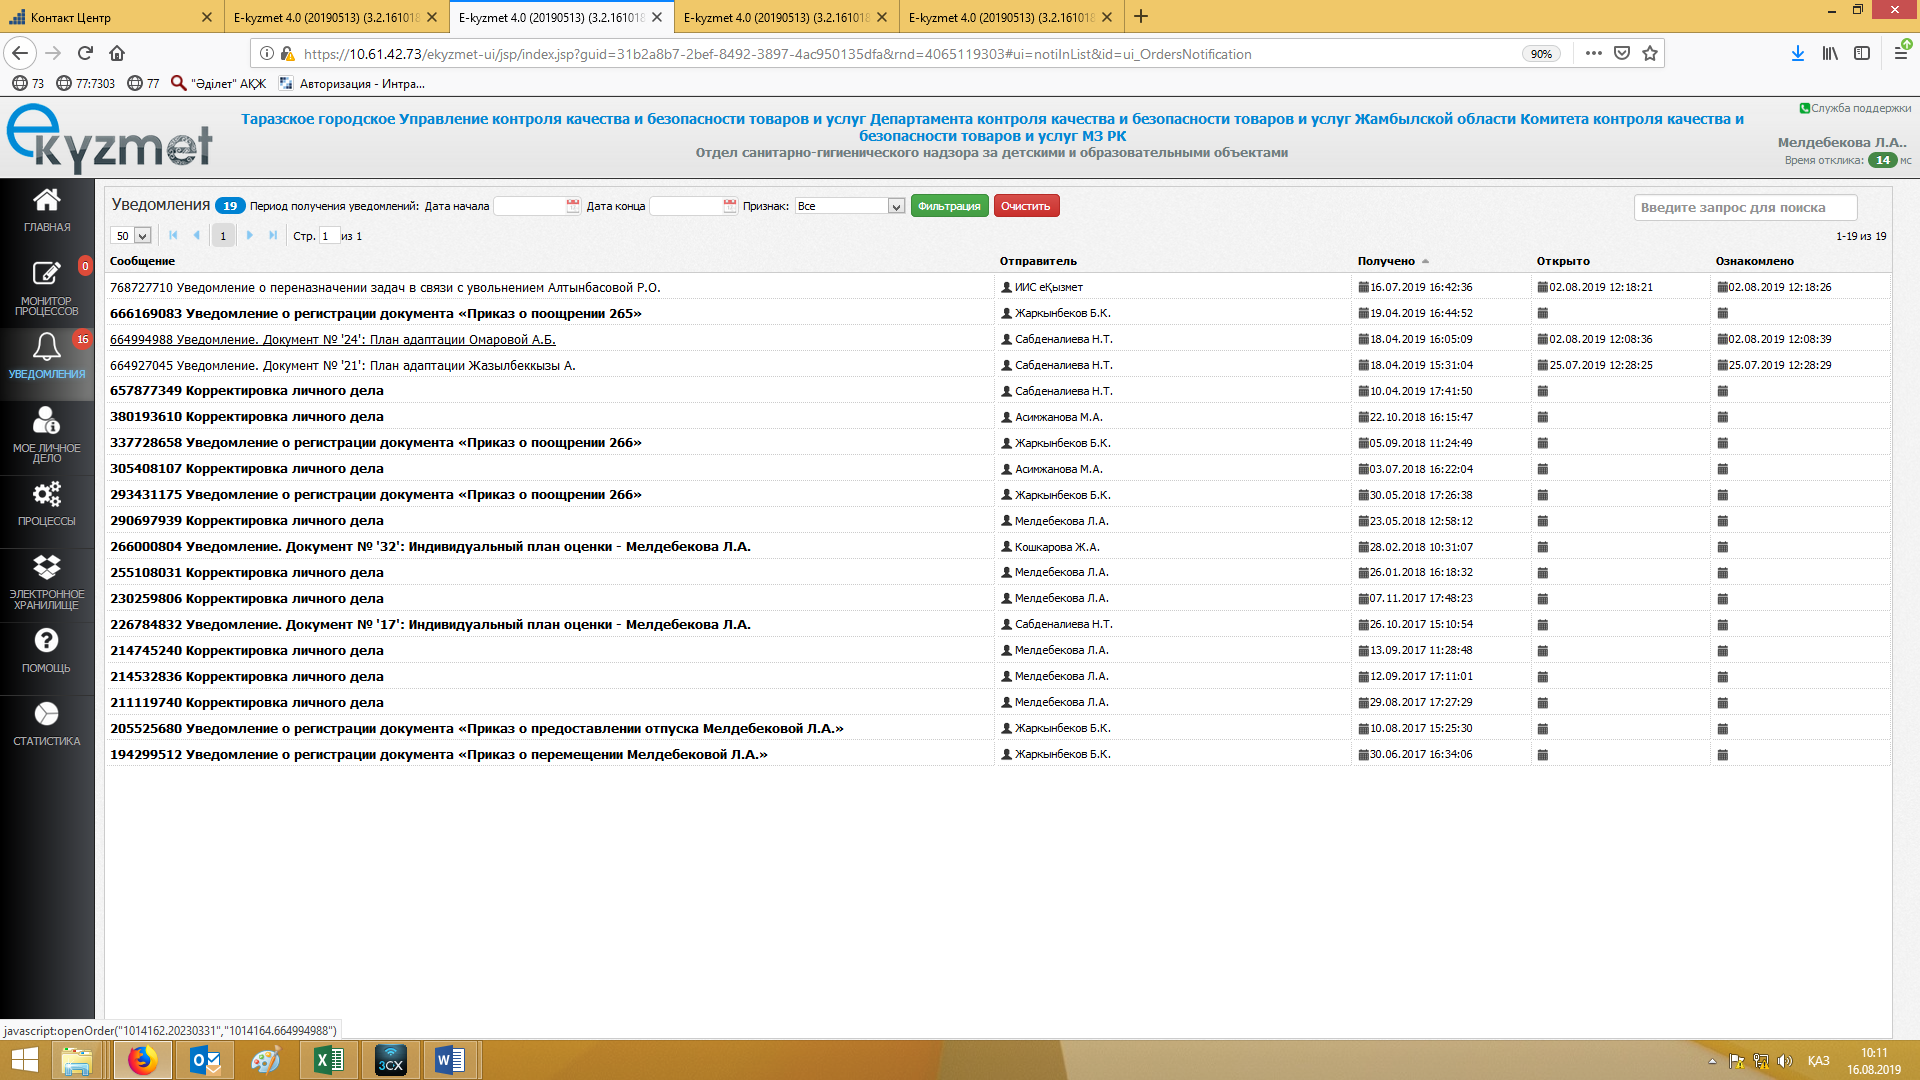 Контакт Центр
E-kyzmet 4.0 (20190513) (3.2.161018
E-kyzmet 4.0 (20190513) (3.2.161018
E-kyzmet 4.0 (20190513) (3.2.161018
E-kyzmet 4.0 (20190513) (3.2.161018
https://10.61.42.73/ekyzmet-ui/jsp/index.jsp?guid=31b2a8b7-2bef-8492-3897-4ac950135dfa&rnd=4065119303#ui=notiInList&id=ui_OrdersNotification 90%
73 77:7303 77 "Әділет" АҚЖ Авторизация - Интра...
ekyzmet
Таразское городское Управление контроля качества и безопасности товаров и услуг Департамента контроля качества и безопасности товаров и услуг Жамбылской области Комитета контроля качества и
безопасности товаров и услуг МЗ РК
Отдел санитарно-гигиенического надзора за детскими и образовательными объектами
Служба поддержки
Мелдебекова Л.А..
Время отклика: 14 мс
ГЛАВНАЯ
0
МОНИТОР
ПРОЦЕССОВ
16
УВЕДОМЛЕНИЯ
МОЕ ЛИЧНОЕ
ДЕЛО
ПРОЦЕССЫ
ЭЛЕКТРОННОЕ
ХРАНИЛИЩЕ
ПОМОЩЬ
СТАТИСТИКА
Уведомления 19 Период получения уведомлений: Дата начала Дата конца Признак: Все Фильтрация Очистить Введите запрос для поиска
50 1 Стр. 1 из 1 1-19 из 19
Сообщение Отправитель Получено Открыто Ознакомлено
768727710 Уведомление о переназначении задач в связи с увольнением Алтынбасовой Р.О. ИИС еҚызмет 16.07.2019 16:42:36 02.08.2019 12:18:21 02.08.2019 12:18:26
666169083 Уведомление о регистрации документа «Приказ о поощрении 265» Жаркынбеков Б.К. 19.04.2019 16:44:52
664994988 Уведомление. Документ № '24': План адаптации Омаровой А.Б. Сабденалиева Н.Т. 18.04.2019 16:05:09 02.08.2019 12:08:36 02.08.2019 12:08:39
664927045 Уведомление. Документ № '21': План адаптации Жазылбеккызы А. Сабденалиева Н.Т. 18.04.2019 15:31:04 25.07.2019 12:28:25 25.07.2019 12:28:29
657877349 Корректировка личного дела Сабденалиева Н.Т. 10.04.2019 17:41:50
380193610 Корректировка личного дела Асимжанова М.А. 22.10.2018 16:15:47
337728658 Уведомление о регистрации документа «Приказ о поощрении 266» Жаркынбеков Б.К. 05.09.2018 11:24:49
305408107 Корректировка личного дела Асимжанова М.А. 03.07.2018 16:22:04
293431175 Уведомление о регистрации документа «Приказ о поощрении 266» Жаркынбеков Б.К. 30.05.2018 17:26:38
290697939 Корректировка личного дела Мелдебекова Л.А. 23.05.2018 12:58:12
266000804 Уведомление. Документ № '32': Индивидуальный план оценки - Мелдебекова Л.А. Кошкарова Ж.А. 28.02.2018 10:31:07
255108031 Корректировка личного дела Мелдебекова Л.А. 26.01.2018 16:18:32
230259806 Корректировка личного дела Мелдебекова Л.А. 07.11.2017 17:48:23
226784832 Уведомление. Документ № '17': Индивидуальный план оценки - Мелдебекова Л.А. Сабденалиева Н.Т. 26.10.2017 15:10:54
214745240 Корректировка личного дела Мелдебекова Л.А. 13.09.2017 11:28:48
214532836 Корректировка личного дела Мелдебекова Л.А. 12.09.2017 17:11:01
211119740 Корректировка личного дела Мелдебекова Л.А. 29.08.2017 17:27:29
205525680 Уведомление о регистрации документа «Приказ о предоставлении отпуска Мелдебековой Л.А.» Жаркынбеков Б.К. 10.08.2017 15:25:30
194299512 Уведомление о регистрации документа «Приказ о перемещении Мелдебековой Л.А.» Жаркынбеков Б.К. 30.06.2017 16:34:06
javascript:openOrder("1014162.20230331","1014164.664994988")
3CX
ҚАЗ
10:11
16.08.2019